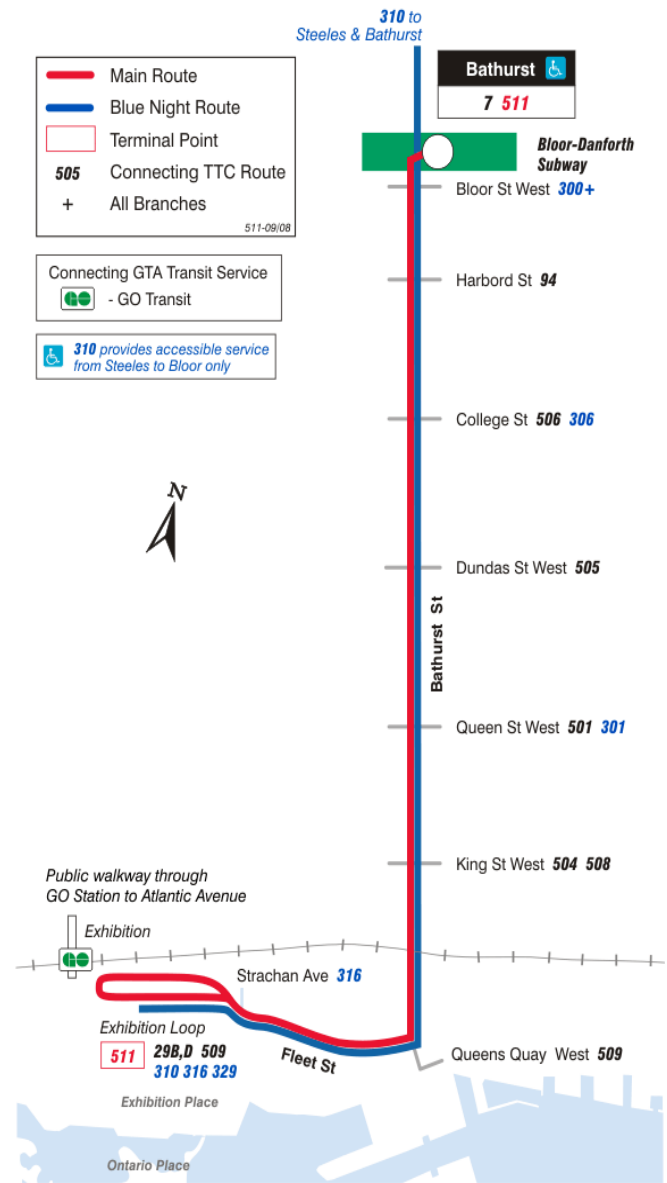 310 to
Steeles & Bathurst
Main Route
Blue Night Route
Terminal Point
505 Connecting TTC Route
+ All Branches
511-09/08
Bathurst
7 511
Bloor-Danforth
Subway
Bloor St West 300+
Connecting GTA Transit Service
GO - GO Transit
Harbord St 94
310 provides accessible service
from Steeles to Bloor only
College St 506 306
N
Dundas St West 505
Bathurst St
Queen St West 501 301
King St West 504 508
Public walkway through
GO Station to Atlantic Avenue
Exhibition
GO
Strachan Ave 316
Exhibition Loop
511 29B,D 509
310 316 329
Fleet St
Queens Quay West 509
Exhibition Place
Ontario Place